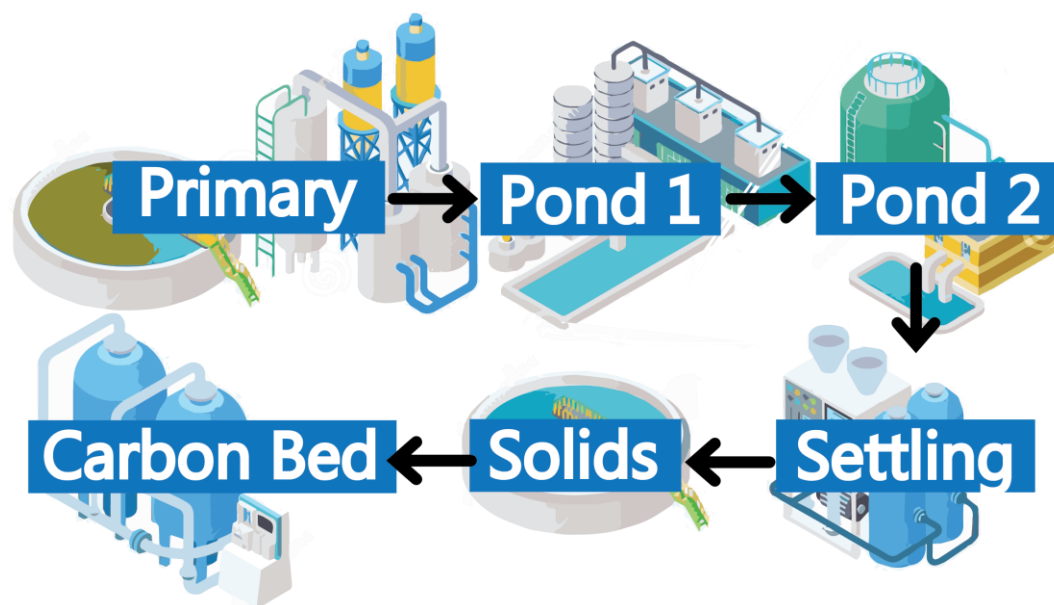 Primary
Pond 1
Pond 2
Settling
Solids
Carbon Bed